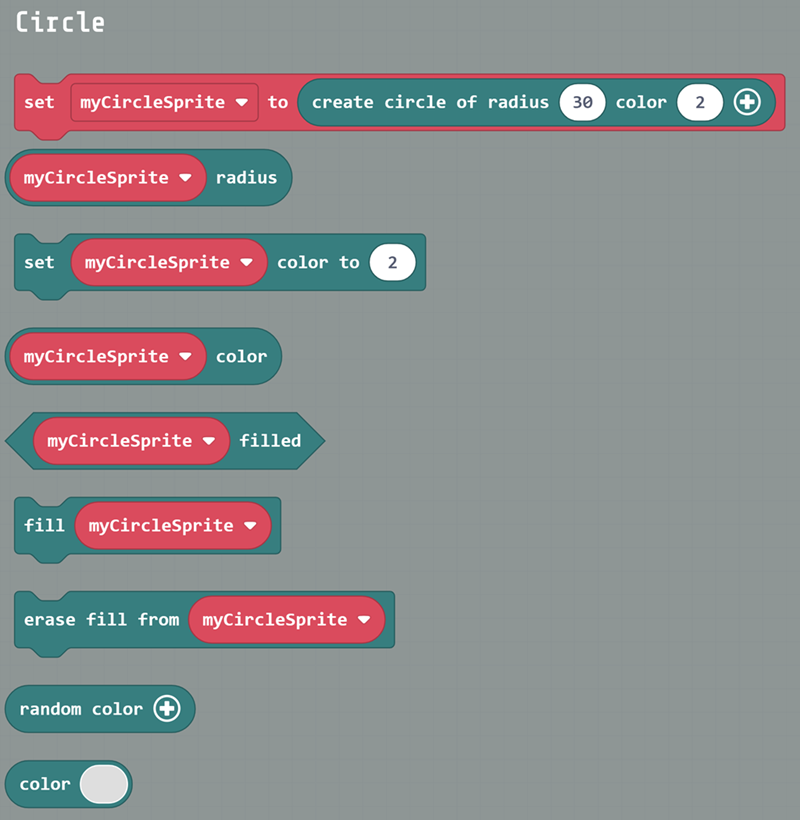 Circle
set myCircleSprite to create circle of radius 30 color 2
myCircleSprite radius
set myCircleSprite color to 2
myCircleSprite color
myCircleSprite filled
fill myCircleSprite
erase fill from myCircleSprite
random color
color